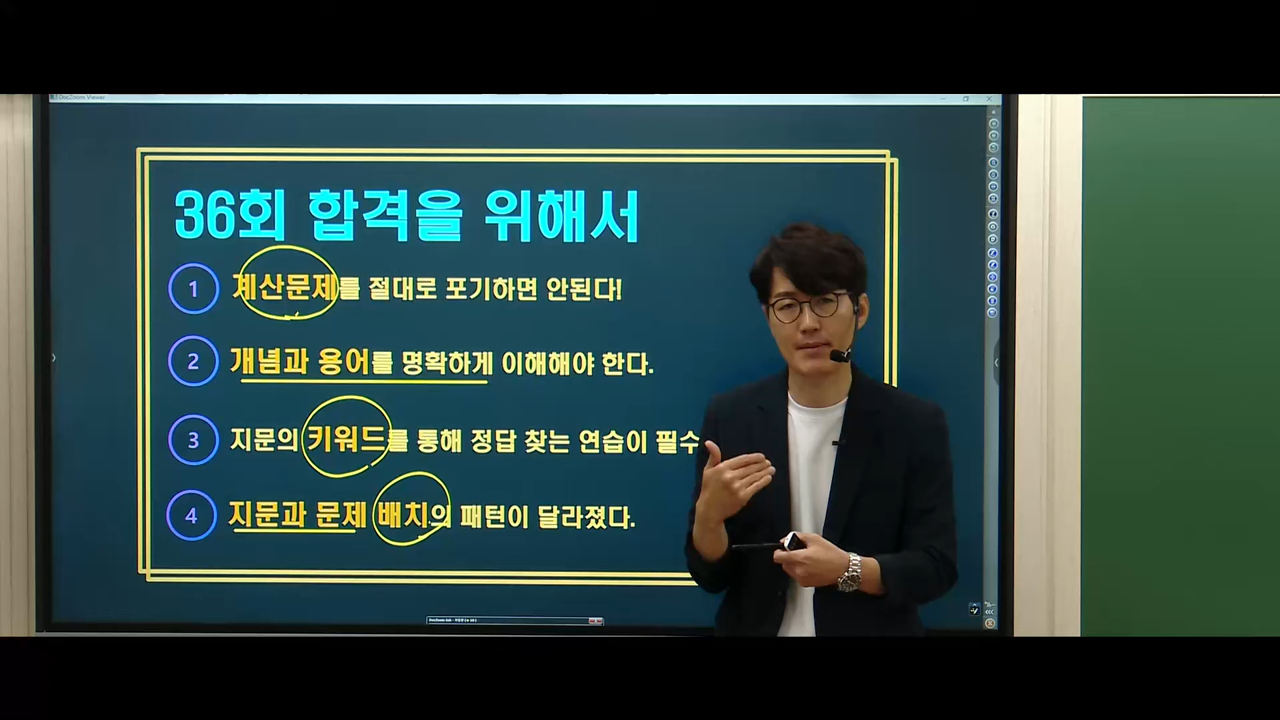 DocZoom Viewer
36회 합격을 위해서
1 계산문제를 절대로 포기하면 안된다!
2 개념과 용어를 명확하게 이해해야 한다.
3 지문의 키워드를 통해 정답 찾는 연습이 필수
4 지문과 문제 배치의 패턴이 달라졌다.